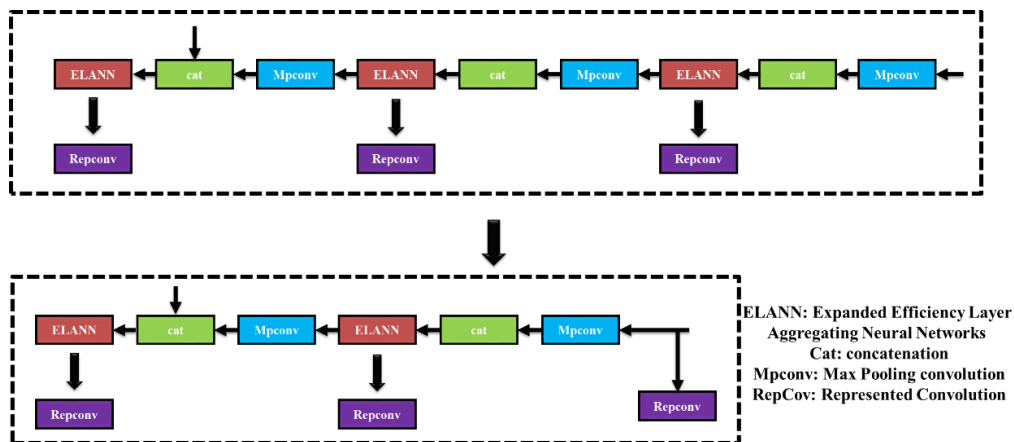 ELANN cat Mpconv ELANN cat Mpconv ELANN cat Mpconv
Repconv Repconv Repconv
ELANN cat Mpconv ELANN cat Mpconv
Repconv Repconv Repconv
ELANN: Expanded Efficiency Layer
Aggregating Neural Networks
Cat: concatenation
Mpconv: Max Pooling convolution
RepCov: Represented Convolution